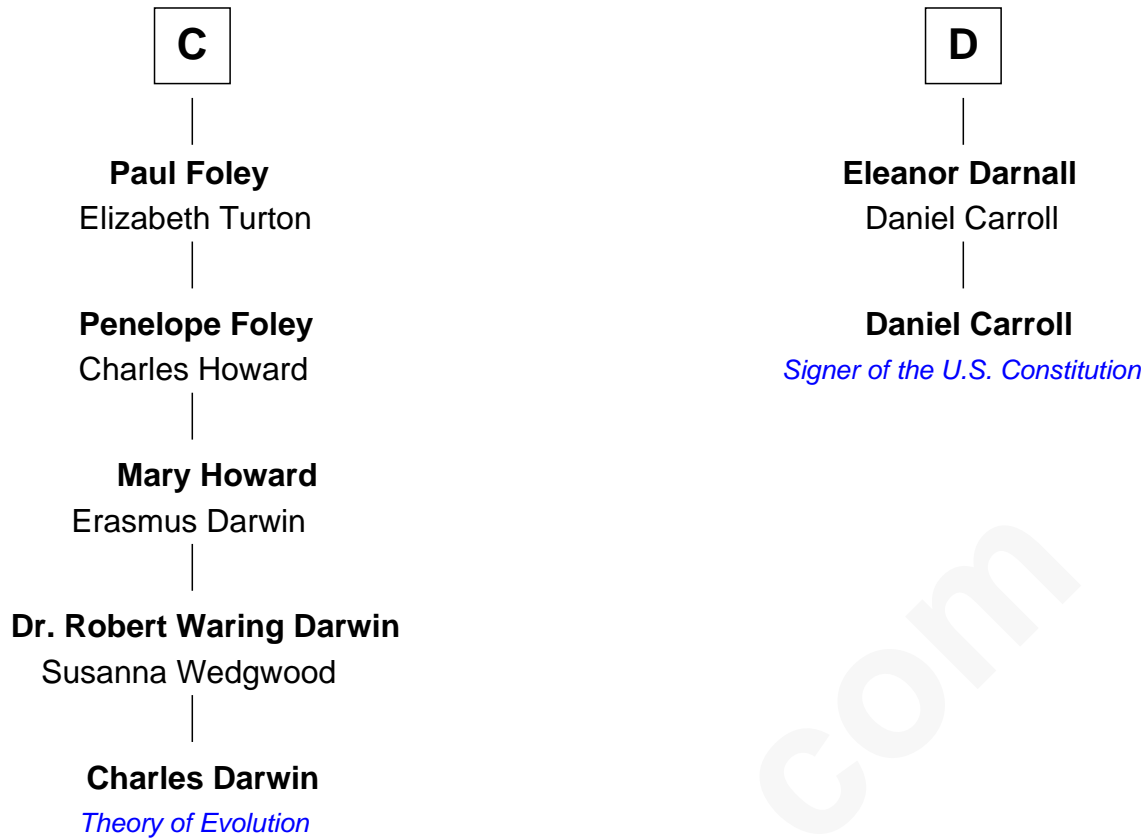 C
Paul Foley
Elizabeth Turton
Penelope Foley
Charles Howard
Mary Howard
Erasmus Darwin
Dr. Robert Waring Darwin
Susanna Wedgwood
Charles Darwin
Theory of Evolution
D
Eleanor Darnall
Daniel Carroll
Daniel Carroll
Signer of the U.S. Constitution
com